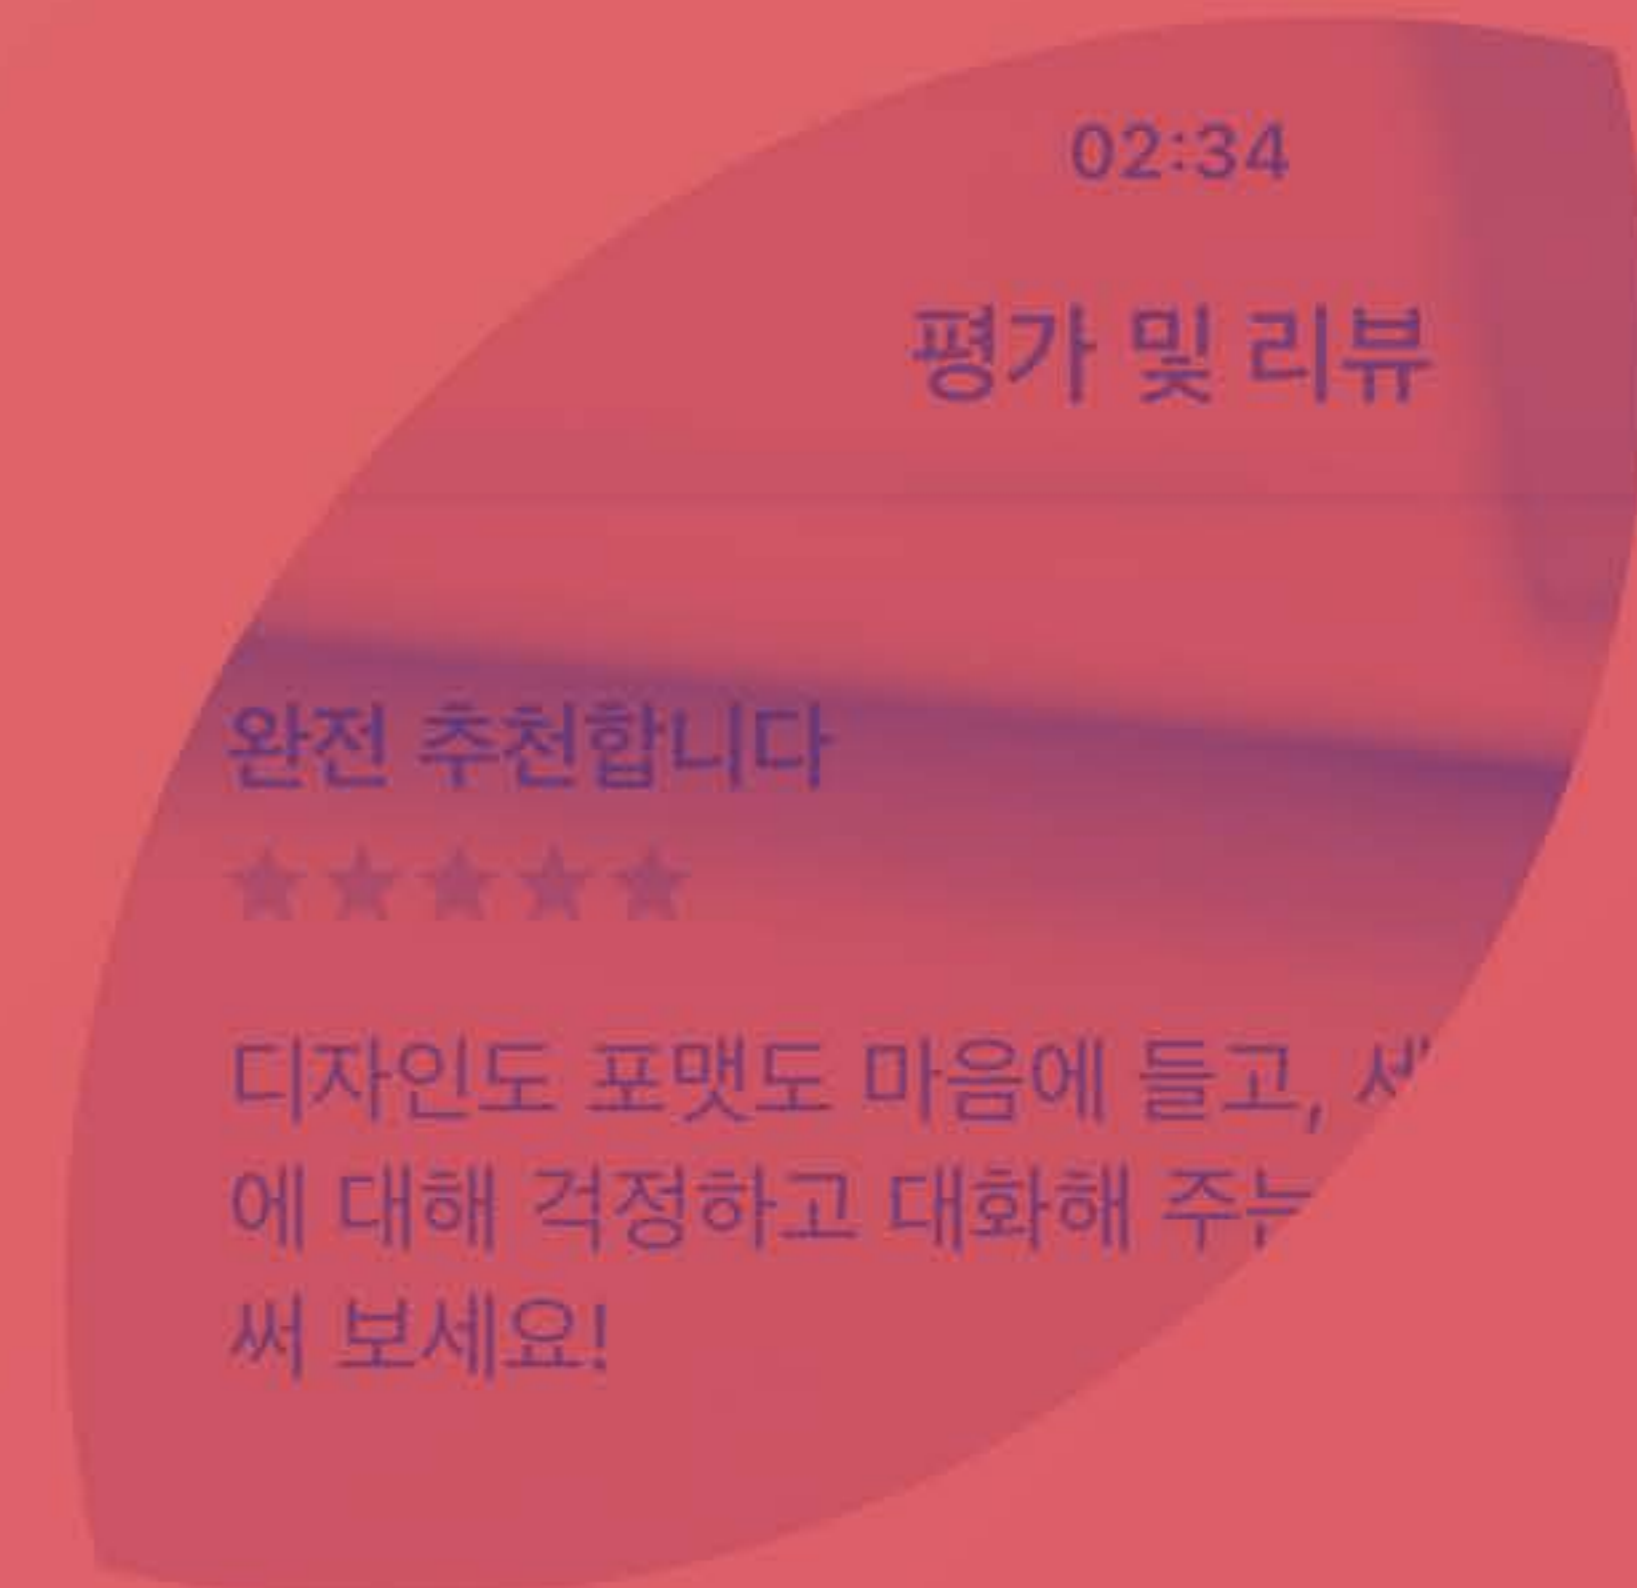 02:34
평가 및 리뷰
완전 추천합니다
★★★★★
디자인도 포맷도 마음에 들고,
에 대해 걱정하고 대화해
써 보세요!